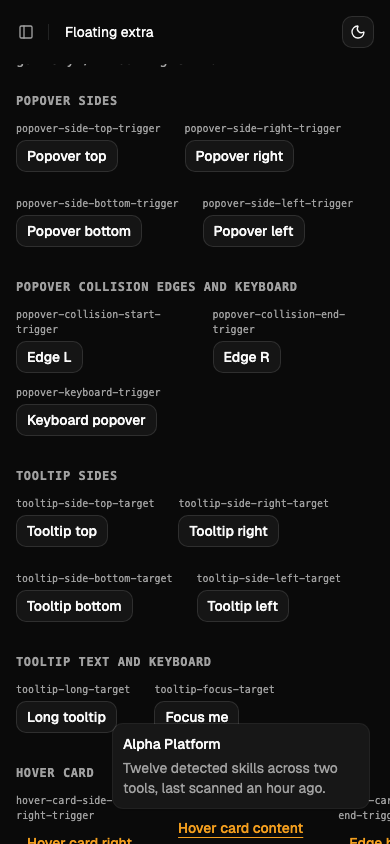 Floating extra
POPOVER SIDES
popover-side-top-trigger
popover-side-right-trigger
Popover top
Popover right
popover-side-bottom-trigger
popover-side-left-trigger
Popover bottom
Popover left
POPOVER COLLISION EDGES AND KEYBOARD
popover-collision-start-
trigger
popover-collision-end-
trigger
Edge L
Edge R
popover-keyboard-trigger
Keyboard popover
TOOLTIP SIDES
tooltip-side-top-target
tooltip-side-right-target
Tooltip top
Tooltip right
tooltip-side-bottom-target
tooltip-side-left-target
Tooltip bottom
Tooltip left
TOOLTIP TEXT AND KEYBOARD
tooltip-long-target
tooltip-focus-target
Long tooltip
Focus me
Alpha Platform
Twelve detected skills across two
tools, last scanned an hour ago.
HOVER CARD
hover-card-side-
right-trigger
end-trigg
Hover card content
Hover card right
Edge